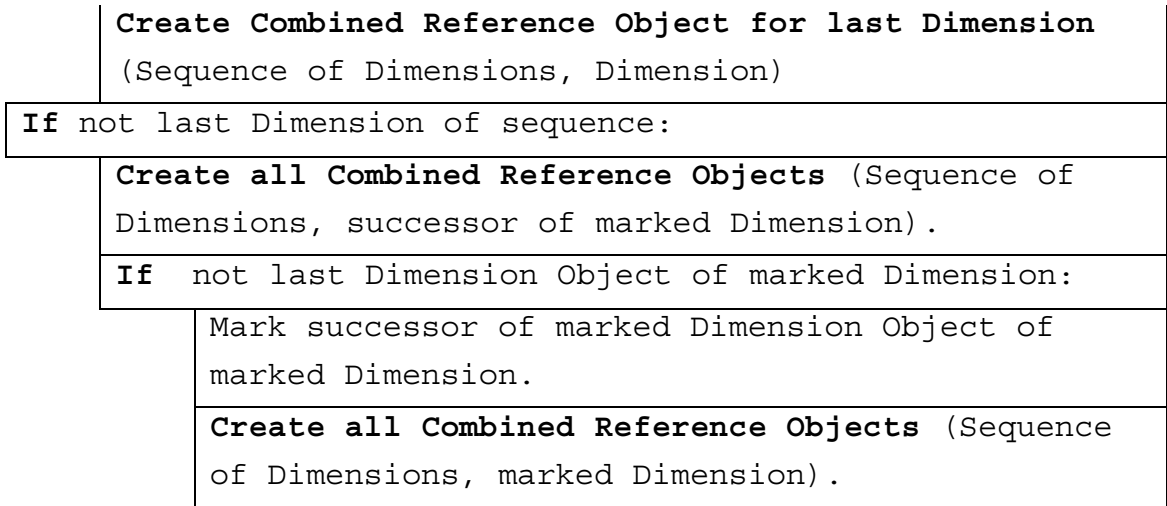 Create Combined Reference Object for last Dimension
(Sequence of Dimensions, Dimension)
If not last Dimension of sequence:
Create all Combined Reference Objects (Sequence of
Dimensions, successor of marked Dimension).
If not last Dimension Object of marked Dimension:
Mark successor of marked Dimension Object of
marked Dimension.
Create all Combined Reference Objects (Sequence
of Dimensions, marked Dimension).